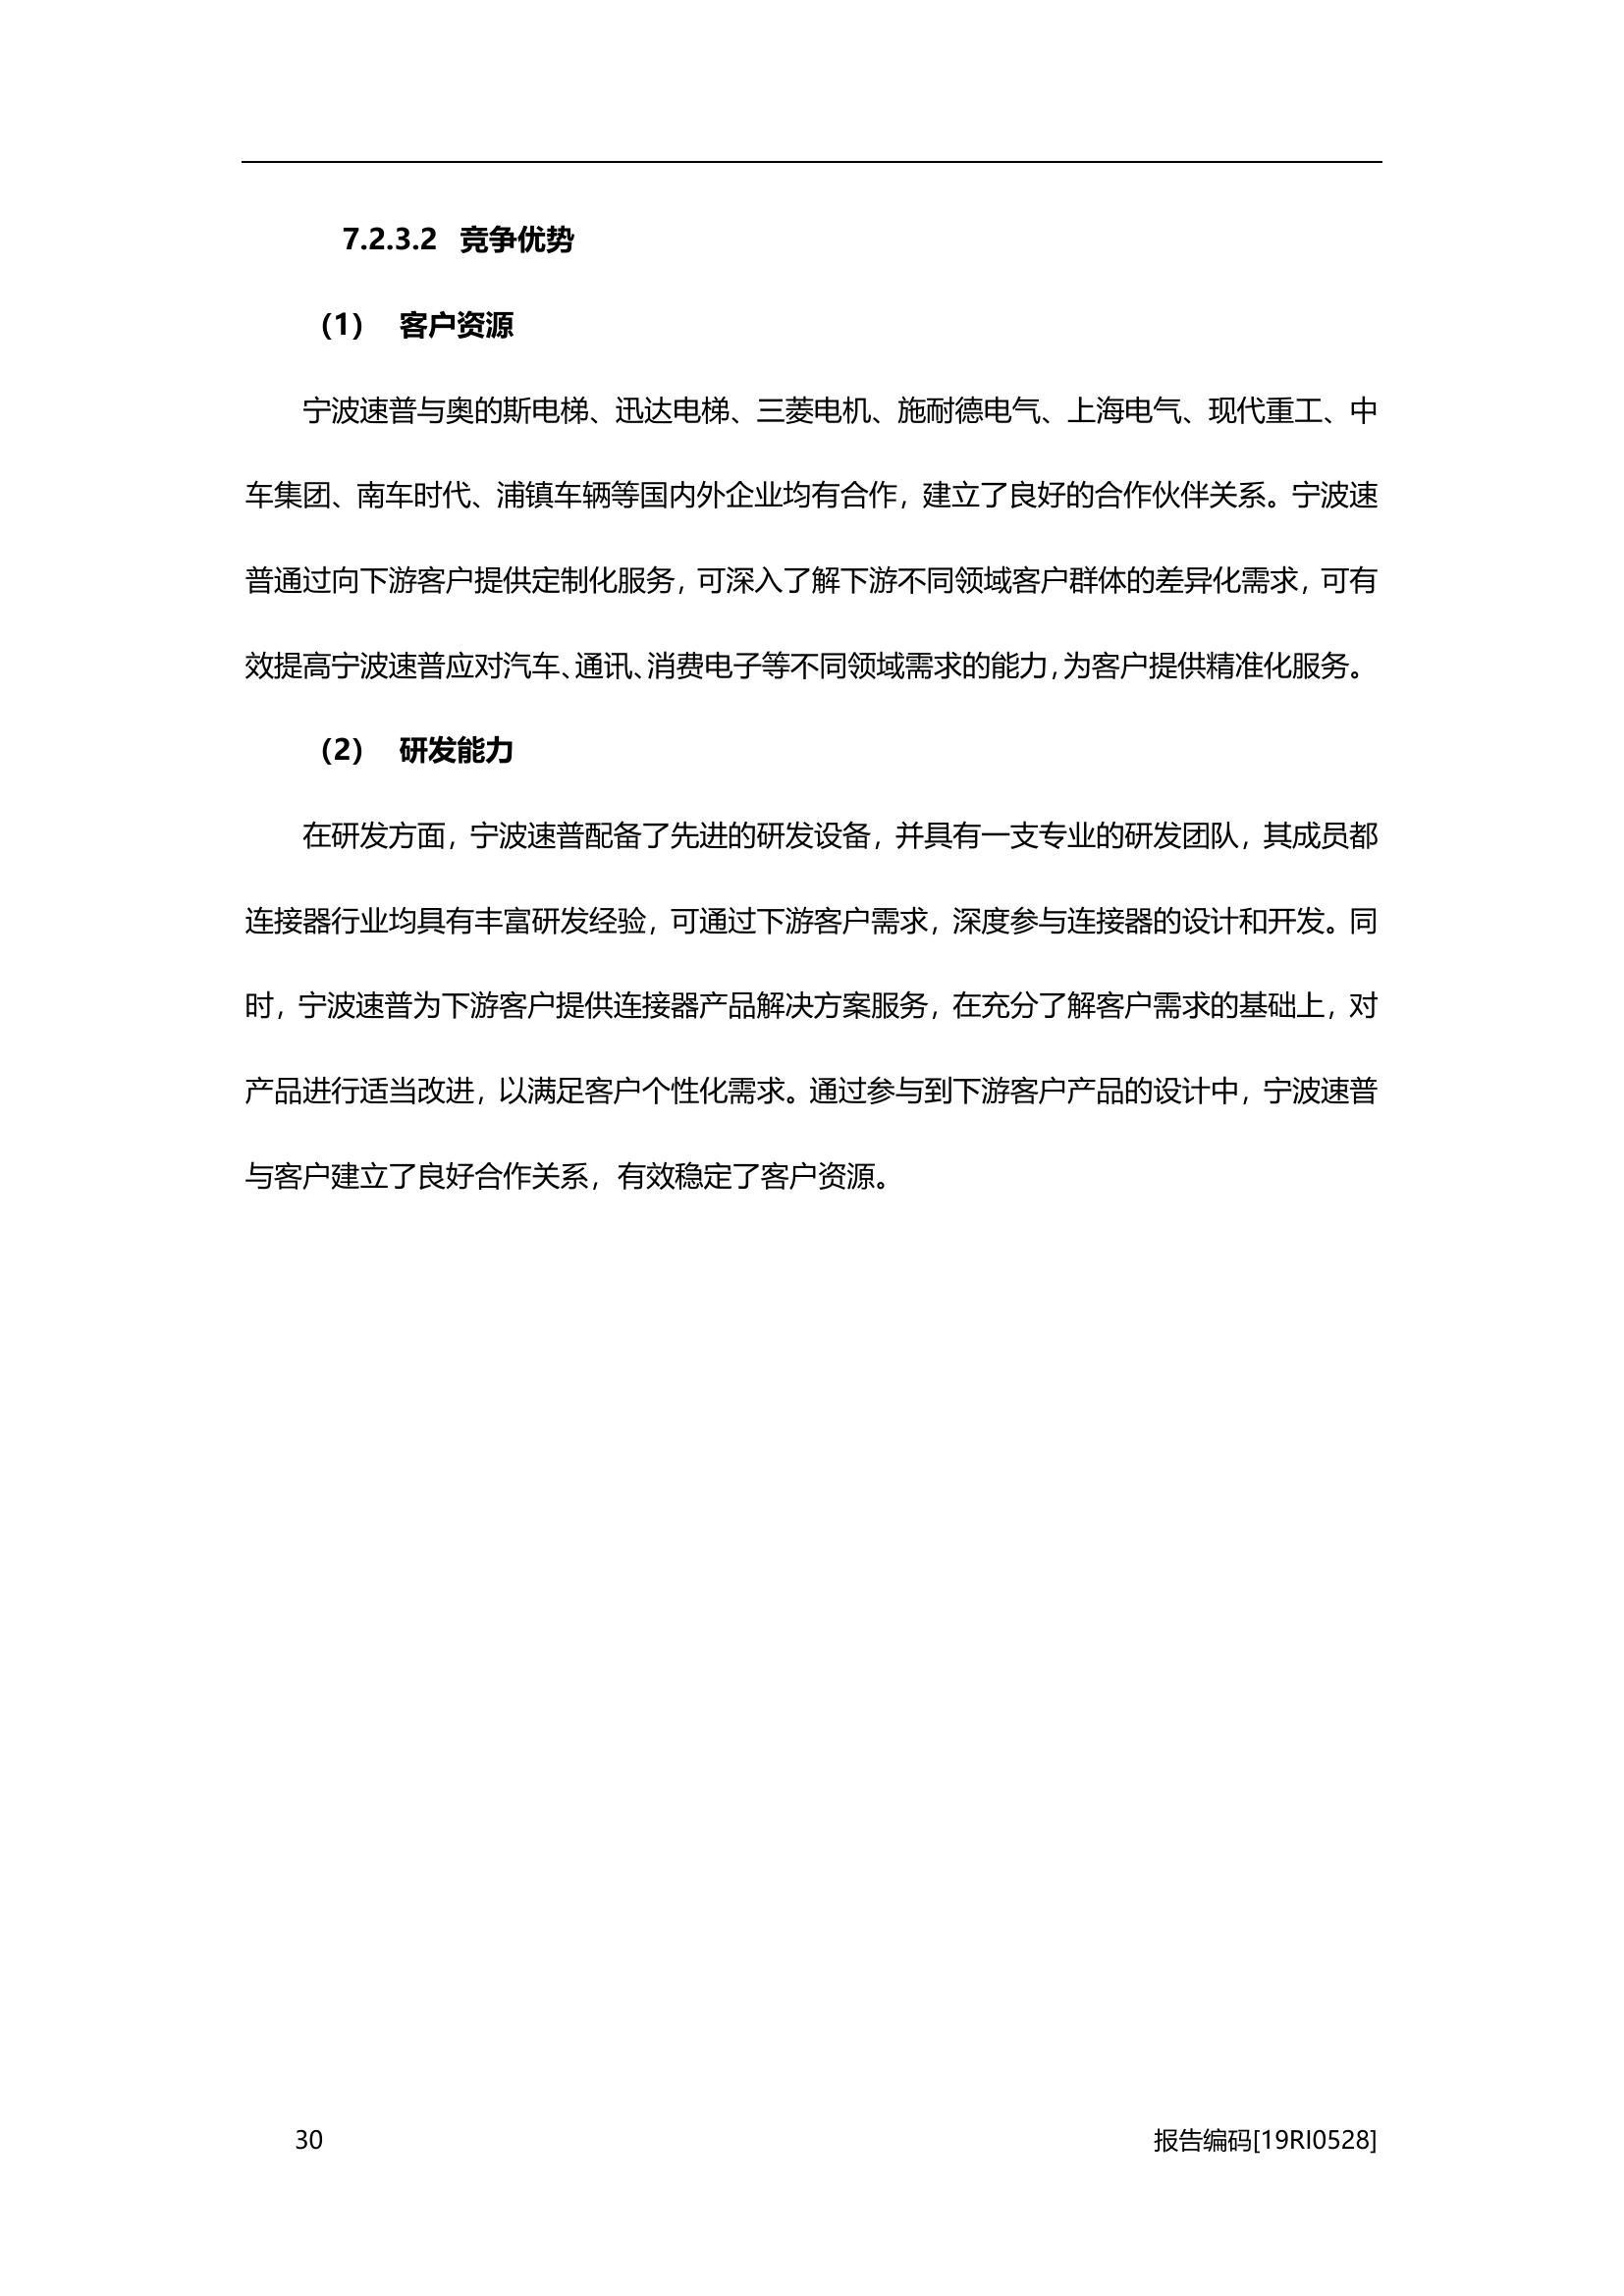 7.2.3.2 竞争优势
（1） 客户资源
宁波速普与奥的斯电梯、迅达电梯、三菱电机、施耐德电气、上海电气、现代重工、中
车集团、南车时代、浦镇车辆等国内外企业均有合作，建立了良好的合作伙伴关系。宁波速
普通过向下游客户提供定制化服务，可深入了解下游不同领域客户群体的差异化需求，可有
效提高宁波速普应对汽车、通讯、消费电子等不同领域需求的能力，为客户提供精准化服务。
（2） 研发能力
在研发方面，宁波速普配备了先进的研发设备，并具有一支专业的研发团队，其成员都
连接器行业均具有丰富研发经验，可通过下游客户需求，深度参与连接器的设计和开发。同
时，宁波速普为下游客户提供连接器产品解决方案服务，在充分了解客户需求的基础上，对
产品进行适当改进，以满足客户个性化需求。通过参与到下游客户产品的设计中，宁波速普
与客户建立了良好合作关系，有效稳定了客户资源。
30 报告编码[19RI0528]